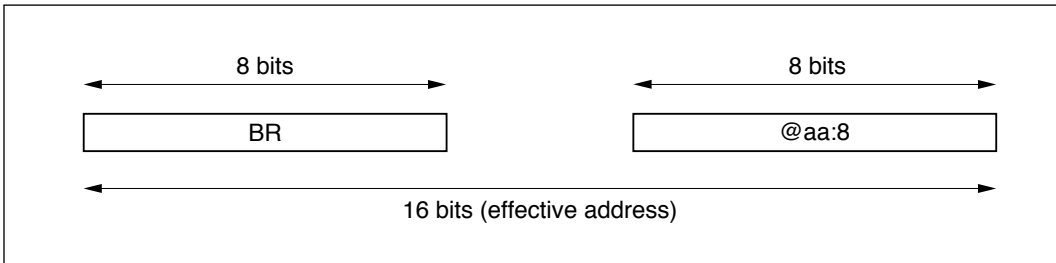 8 bits 8 bits
BR @aa:8
16 bits (effective address)